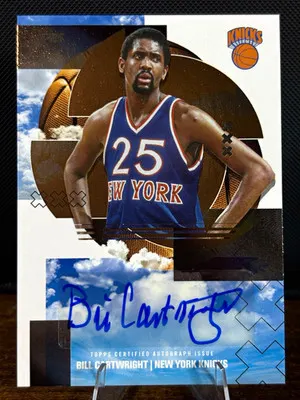 KNICKS
25
NEW YORK
Bill Cartwright
TOPPS CERTIFIED AUTOGRAPH ISSUE
BILL CARTWRIGHT | NEW YORK KNICKS